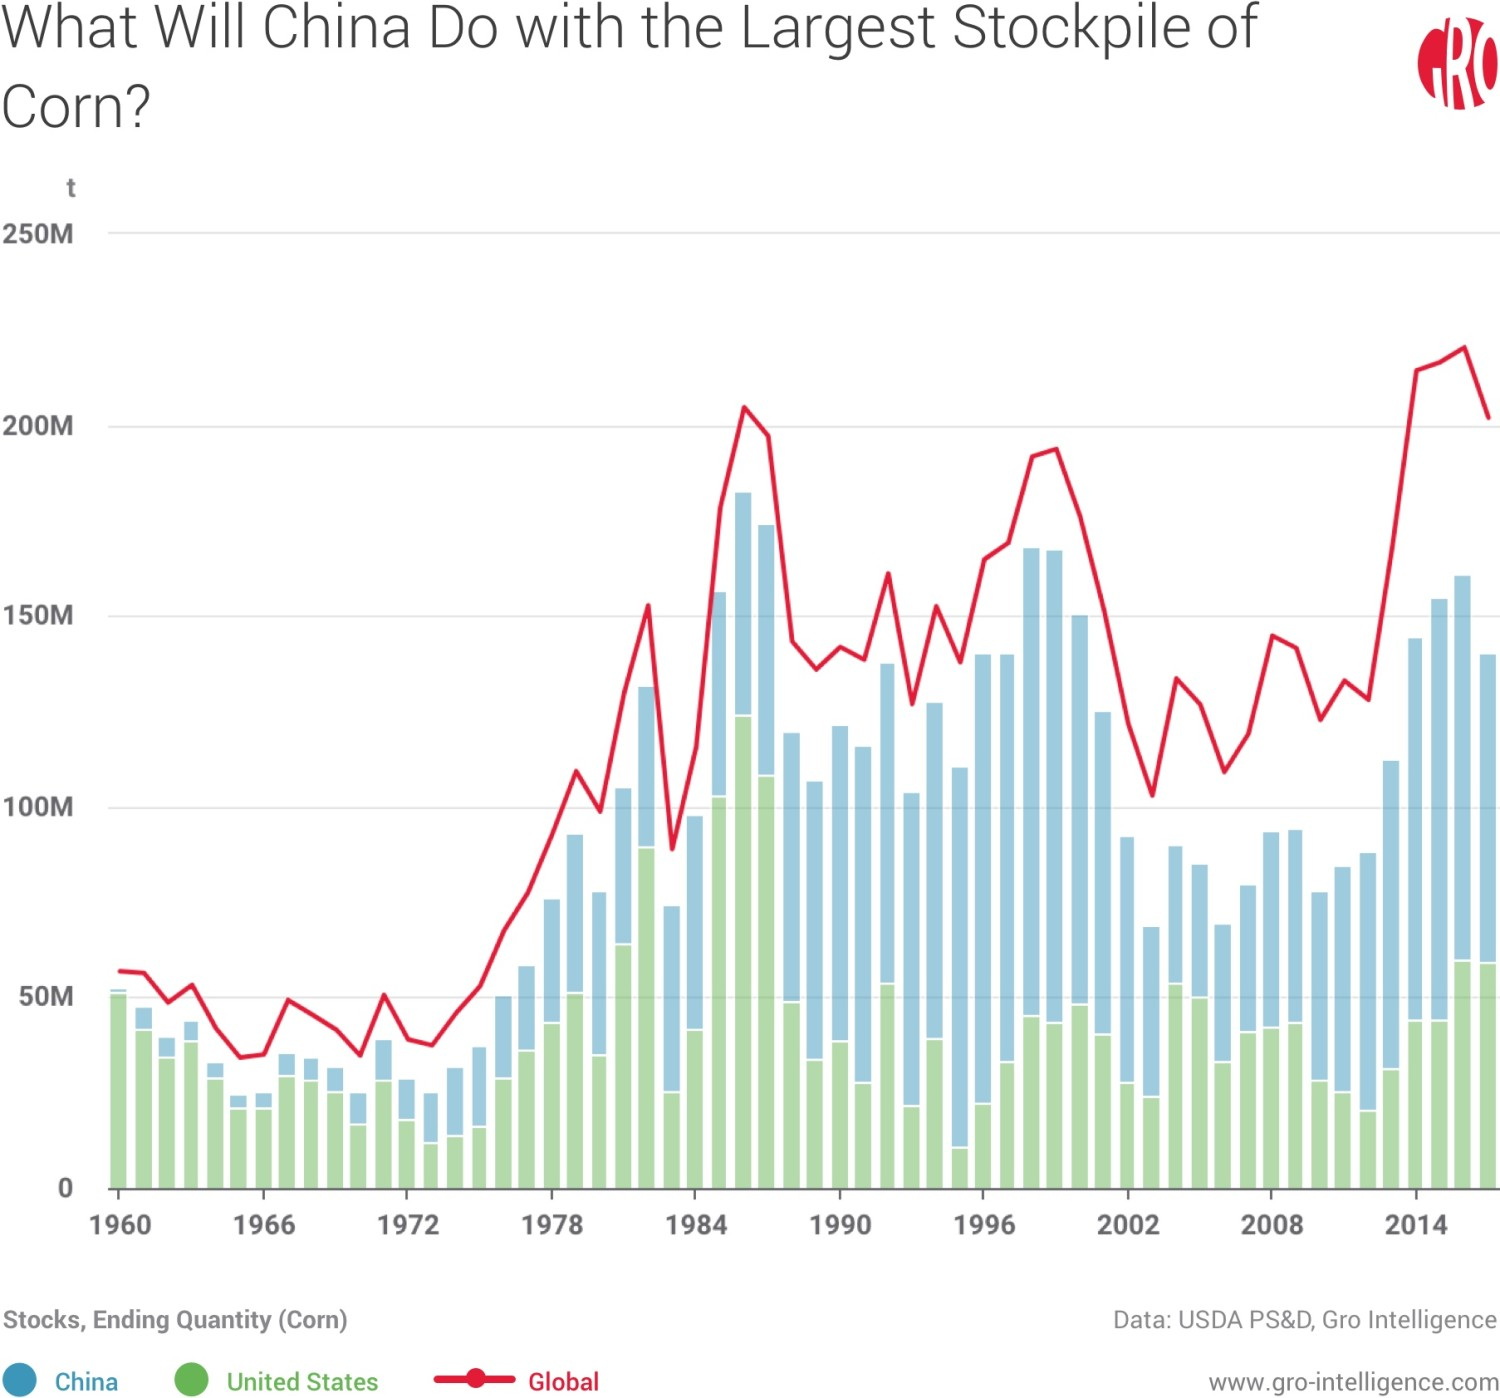 What Will China Do with the Largest Stockpile of
Corn?
GRO
t
250M
200M
150M
100M
50M
0
1960 1966 1972 1978 1984 1990 1996 2002 2008 2014
Stocks, Ending Quantity (Corn)
Data: USDA PS&D, Gro Intelligence
China United States Global
www.gro-intelligence.com